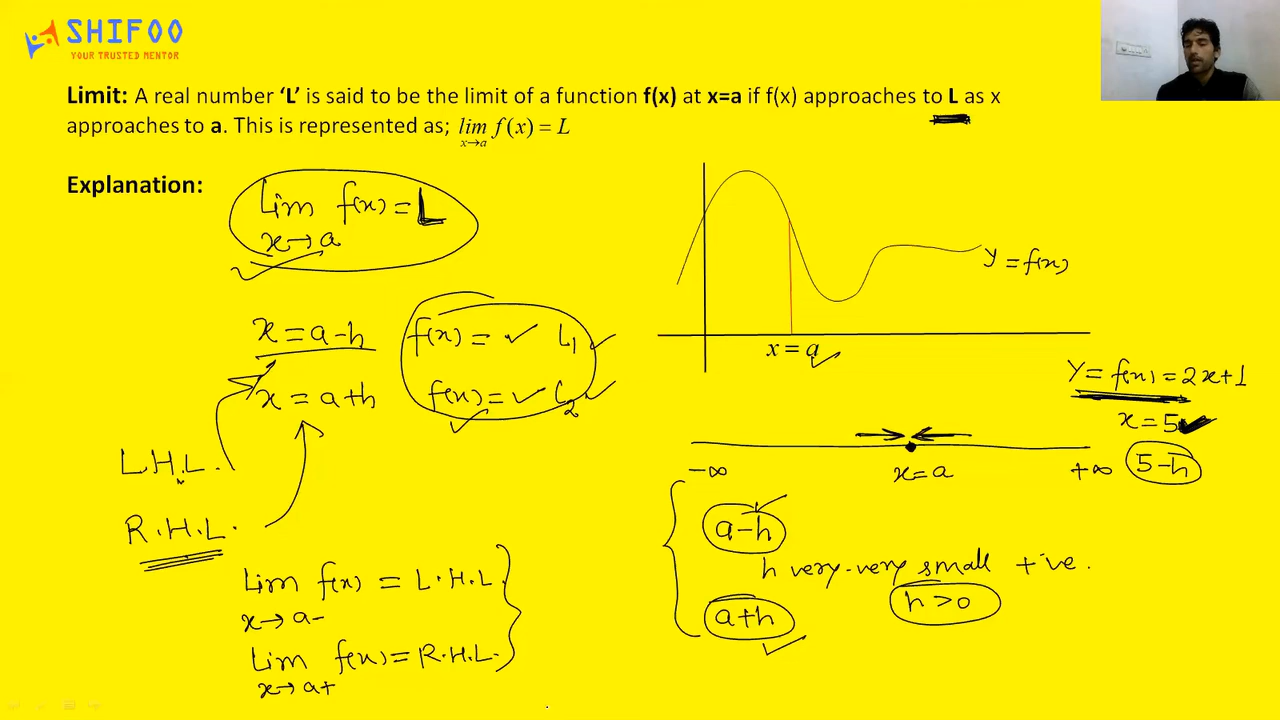 SHIFOO
YOUR TRUSTED MENTOR
Limit: A real number ‘L’ is said to be the limit of a function f(x) at x=a if f(x) approaches to L as x
approaches to a. This is represented as; lim x→a f(x) = L
Explanation:
Lim x→a f(x) = L
x = a-h f(x) = L1
x = a+h f(x) = L2
L.H.L.
R.H.L.
Lim x→a- f(x) = L.H.L.
Lim x→a+ f(x) = R.H.L.
y = f(x)
x = a
Y = f(x) = 2x+1
x = 5
-∞ x=a +∞ 5-h
a-h
h very-very small +ive.
h>0
a+h